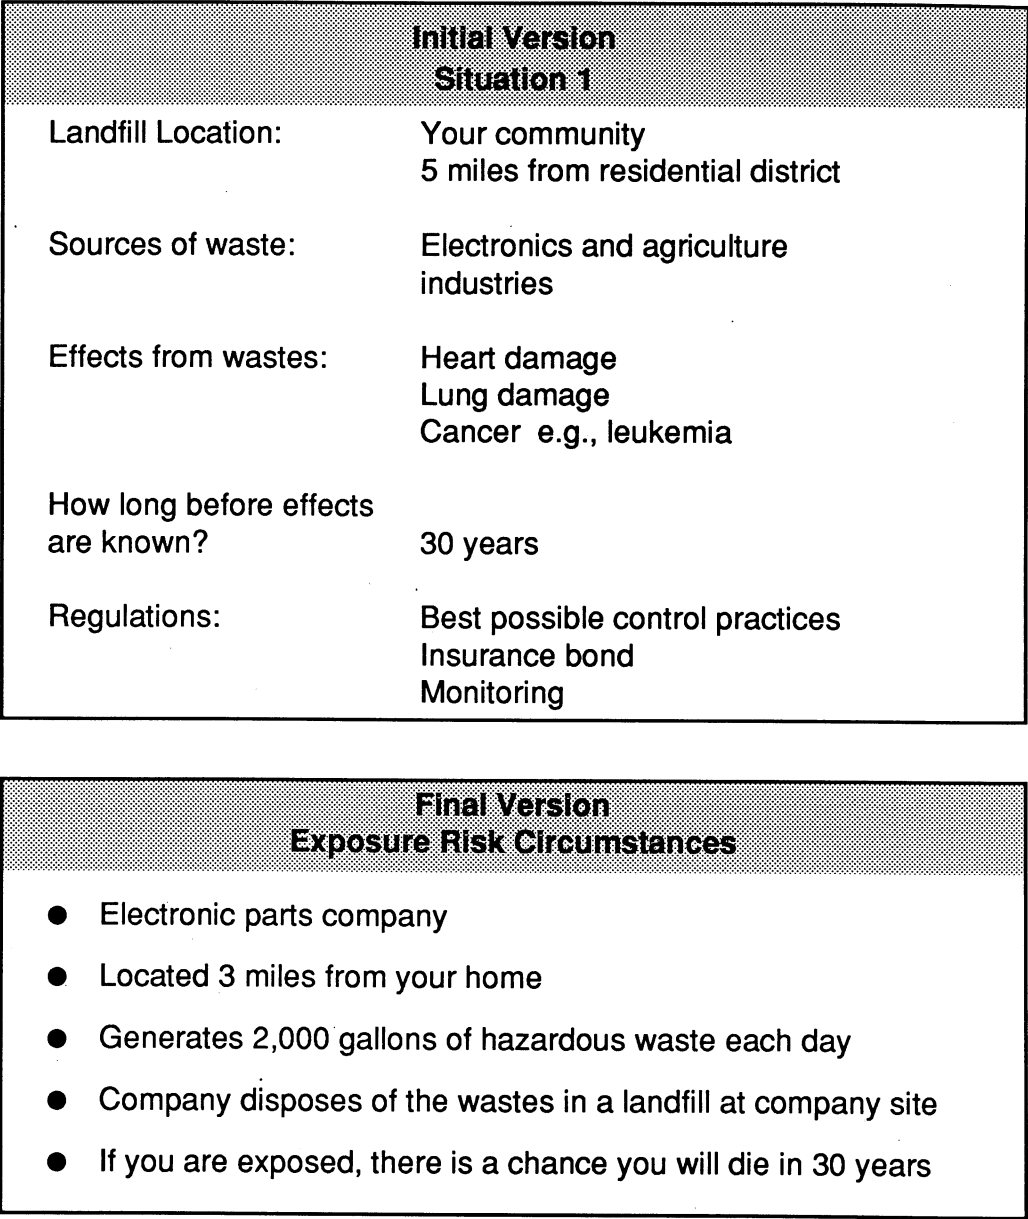 Initial Version
Situation 1
Landfill Location: Your community
5 miles from residential district
Sources of waste: Electronics and agriculture
industries
Effects from wastes: Heart damage
Lung damage
Cancer e.g., leukemia
How long before effects
are known? 30 years
Regulations: Best possible control practices
Insurance bond
Monitoring
Final Version
Exposure Risk Circumstances
● Electronic parts company
● Located 3 miles from your home
● Generates 2,000 gallons of hazardous waste each day
● Company disposes of the wastes in a landfill at company site
● If you are exposed, there is a chance you will die in 30 years